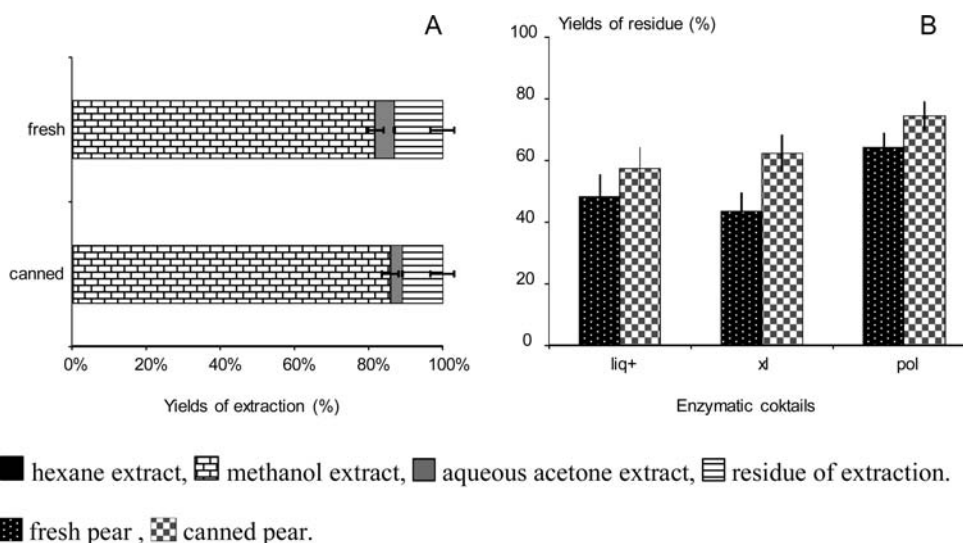 A
fresh
canned
0% 20% 40% 60% 80% 100%
Yields of extraction (%)
Yields of residue (%)
B
100
80
60
40
20
0
liq+ xl pol
Enzymatic coktails
hexane extract, methanol extract, aqueous acetone extract, residue of extraction.
fresh pear , canned pear.